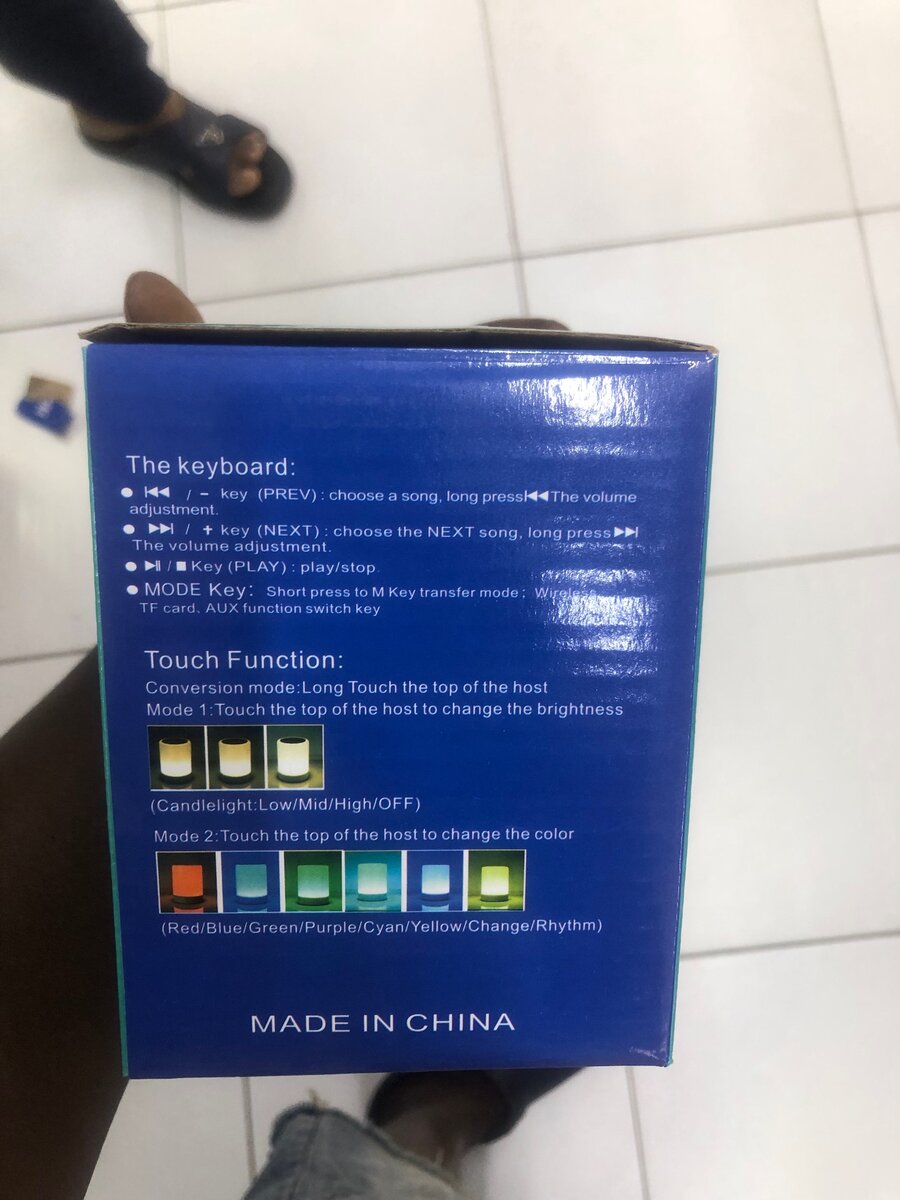 The keyboard:
● ⏮ / − key (PREV) : choose a song, long press⏮The volume
adjustment.
● ⏭ / + key (NEXT) : choose the NEXT song, long press⏭
The volume adjustment.
● ⏯/■Key (PLAY) : play/stop.
● MODE Key: Short press to M Key transfer mode: Wireless
TF card、AUX function switch key
Touch Function:
Conversion mode:Long Touch the top of the host
Mode 1:Touch the top of the host to change the brightness
(Candlelight:Low/Mid/High/OFF)
Mode 2:Touch the top of the host to change the color
(Red/Blue/Green/Purple/Cyan/Yellow/Change/Rhythm)
MADE IN CHINA